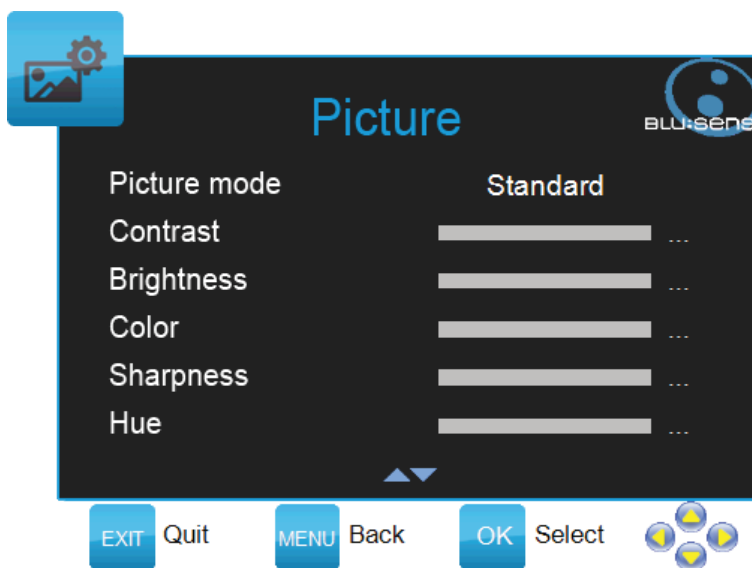 Picture
BLU:sens
Picture mode Standard
Contrast ...
Brightness ...
Color ...
Sharpness ...
Hue ...
EXIT Quit MENU Back OK Select